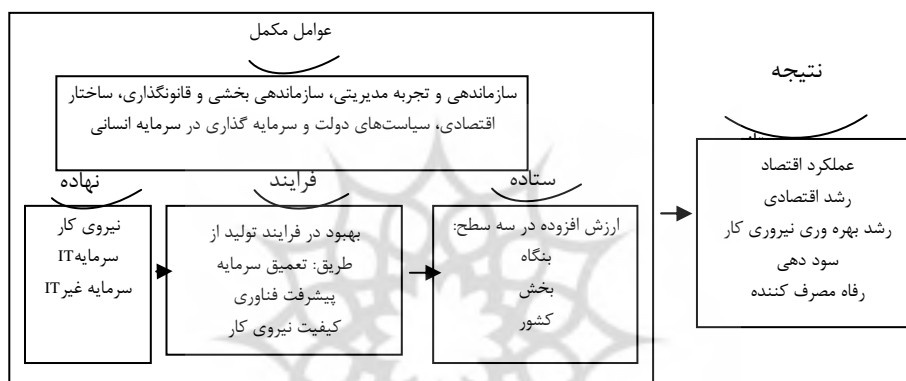 عوامل مکمل
سازماندهی و تجربه مدیریتی، سازماندهی بخشی و قانونگذاری، ساختار
اقتصادی، سیاست‌های دولت و سرمایه گذاری در سرمایه انسانی
نهاده
نیروی کار
سرمایهIT
سرمایه غیرIT
فرایند
بهبود در فرایند تولید از
طریق: تعمیق سرمایه
پیشرفت فناوری
کیفیت نیروی کار
ستاده
ارزش افزوده در سه سطح:
بنگاه
بخش
کشور
نتیجه
عملکرد اقتصاد
رشد اقتصادی
رشد بهره وری نیروری کار
سود دهی
رفاه مصرف کننده